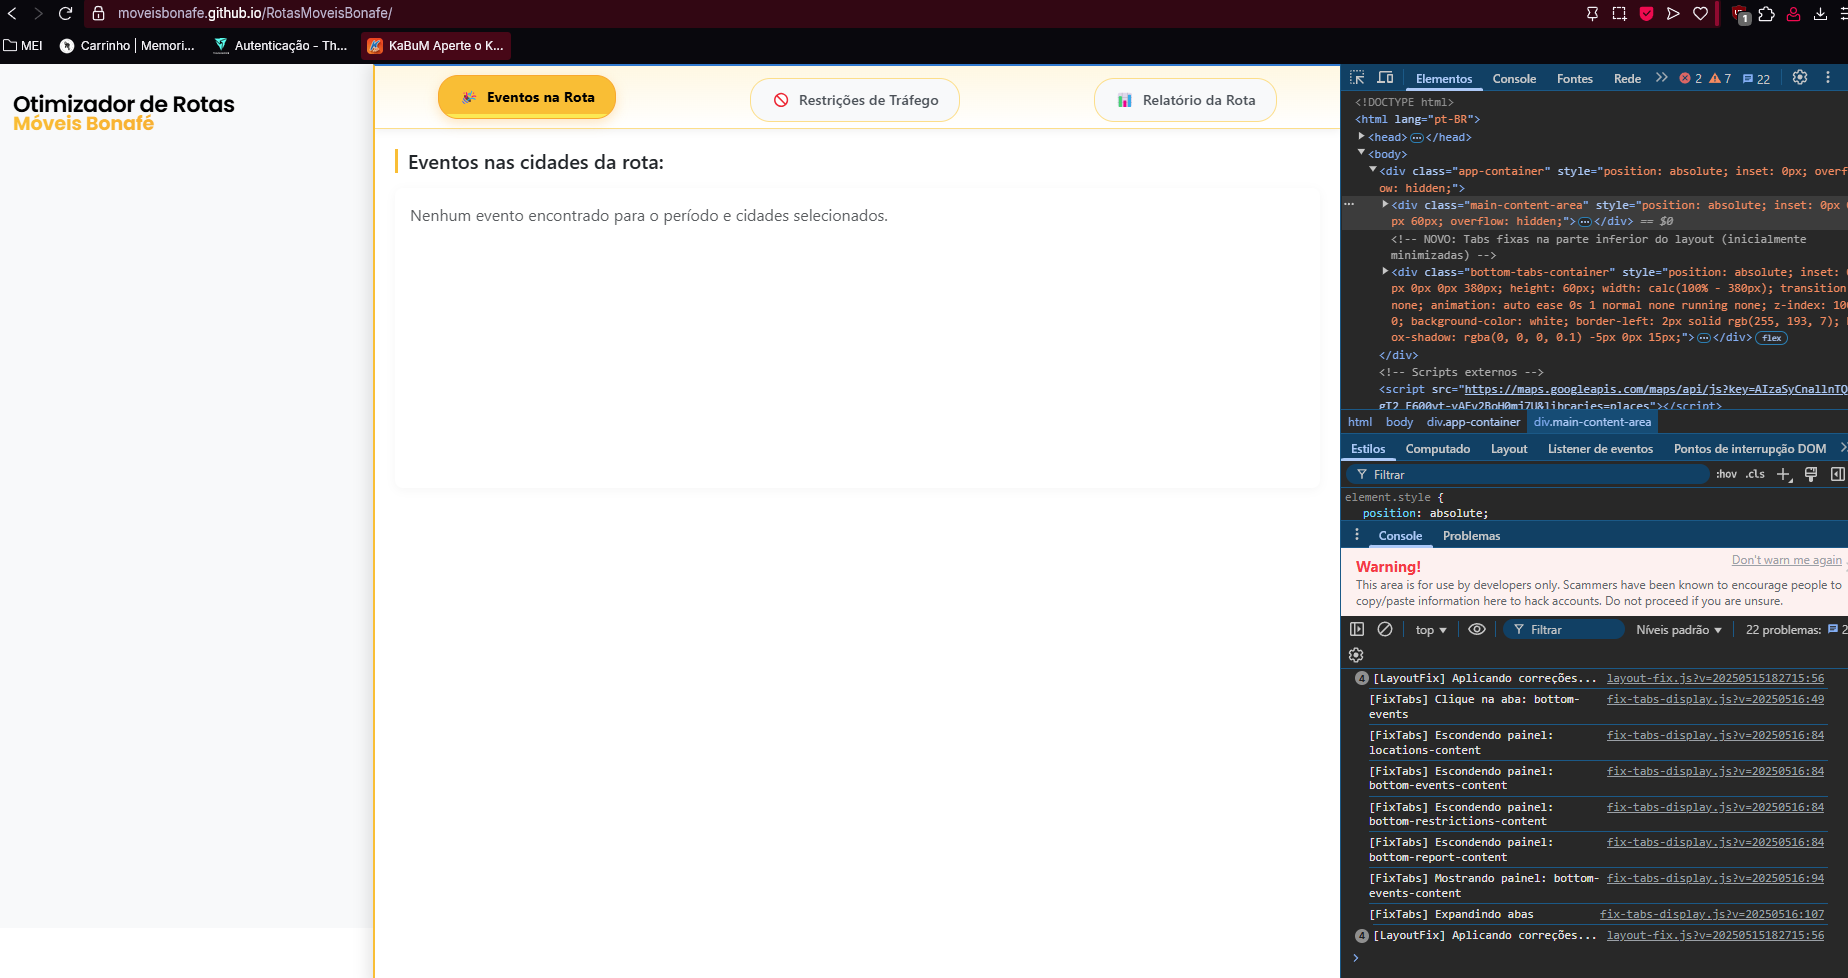 moveisbonafe.github.io/RotasMoveisBonafe/
1
MEI
Carrinho | Memori...
Autenticação - Th...
KaBuM Aperte o K...
Otimizador de Rotas
Móveis Bonafé
Eventos na Rota
Restrições de Tráfego
Relatório da Rota
Eventos nas cidades da rota:
Nenhum evento encontrado para o período e cidades selecionados.
Elementos
Console
Fontes
Rede
2
7
22
<!DOCTYPE html>
<html lang="pt-BR">
<head> </head>
<body>
<div class="app-container" style="position: absolute; inset: 0px; overf
ow: hidden;">
<div class="main-content-area" style="position: absolute; inset: 0px
px 60px; overflow: hidden;"> </div> == $0
<!-- NOVO: Tabs fixas na parte inferior do layout (inicialmente
minimizadas) -->
<div class="bottom-tabs-container" style="position: absolute; inset:
px 0px 0px 380px; height: 60px; width: calc(100% - 380px); transition
none; animation: auto ease 0s 1 normal none running none; z-index: 10
0; background-color: white; border-left: 2px solid rgb(255, 193, 7);
ox-shadow: rgba(0, 0, 0, 0.1) -5px 0px 15px;"> </div> flex
</div>
<!-- Scripts externos -->
<script src="https://maps.googleapis.com/maps/api/js?key=
&libraries=places"></script>
html
body
div.app-container
div.main-content-area
Estilos
Computado
Layout
Listener de eventos
Pontos de interrupção DOM
Filtrar
:hov
.cls
element.style {
position: absolute;
Console
Problemas
Don't warn me again
Warning!
This area is for use by developers only. Scammers have been known to encourage people to
copy/paste information here to hack accounts. Do not proceed if you are unsure.
top
Filtrar
Níveis padrão
22 problemas:
2
4 [LayoutFix] Aplicando correções... layout-fix.js?v=20250515182715:56
[FixTabs] Clique na aba: bottom- fix-tabs-display.js?v=20250516:49
events
[FixTabs] Escondendo painel: fix-tabs-display.js?v=20250516:84
locations-content
[FixTabs] Escondendo painel: fix-tabs-display.js?v=20250516:84
bottom-events-content
[FixTabs] Escondendo painel: fix-tabs-display.js?v=20250516:84
bottom-restrictions-content
[FixTabs] Escondendo painel: fix-tabs-display.js?v=20250516:84
bottom-report-content
[FixTabs] Mostrando painel: bottom- fix-tabs-display.js?v=20250516:94
events-content
[FixTabs] Expandindo abas fix-tabs-display.js?v=20250516:107
4 [LayoutFix] Aplicando correções... layout-fix.js?v=20250515182715:56